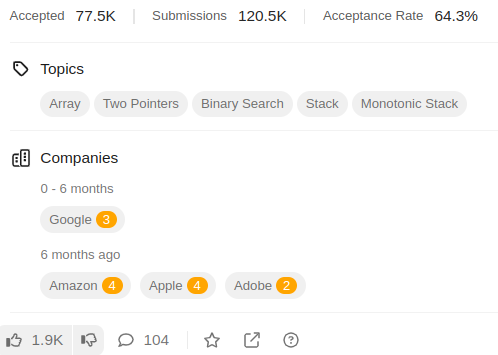 Accepted 77.5K Submissions 120.5K Acceptance Rate 64.3%
Topics
Array Two Pointers Binary Search Stack Monotonic Stack
Companies
0 - 6 months
Google 3
6 months ago
Amazon 4 Apple 4 Adobe 2
1.9K 104